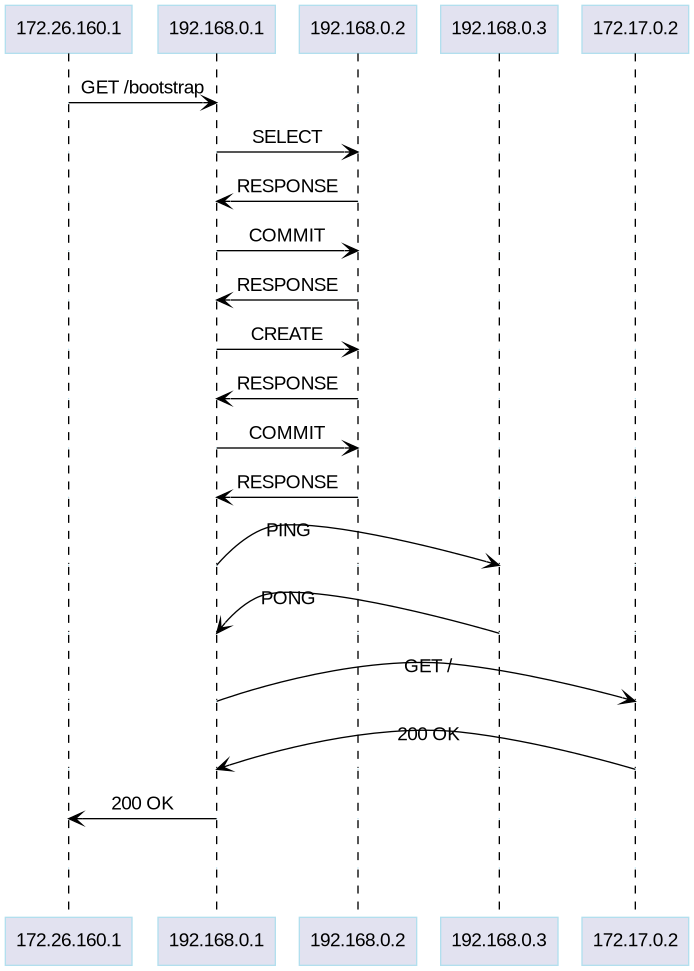 172.26.160.1 192.168.0.1 192.168.0.2 192.168.0.3 172.17.0.2
GET /bootstrap
SELECT
RESPONSE
COMMIT
RESPONSE
CREATE
RESPONSE
COMMIT
RESPONSE
PING
PONG
GET /
200 OK
200 OK
172.26.160.1 192.168.0.1 192.168.0.2 192.168.0.3 172.17.0.2